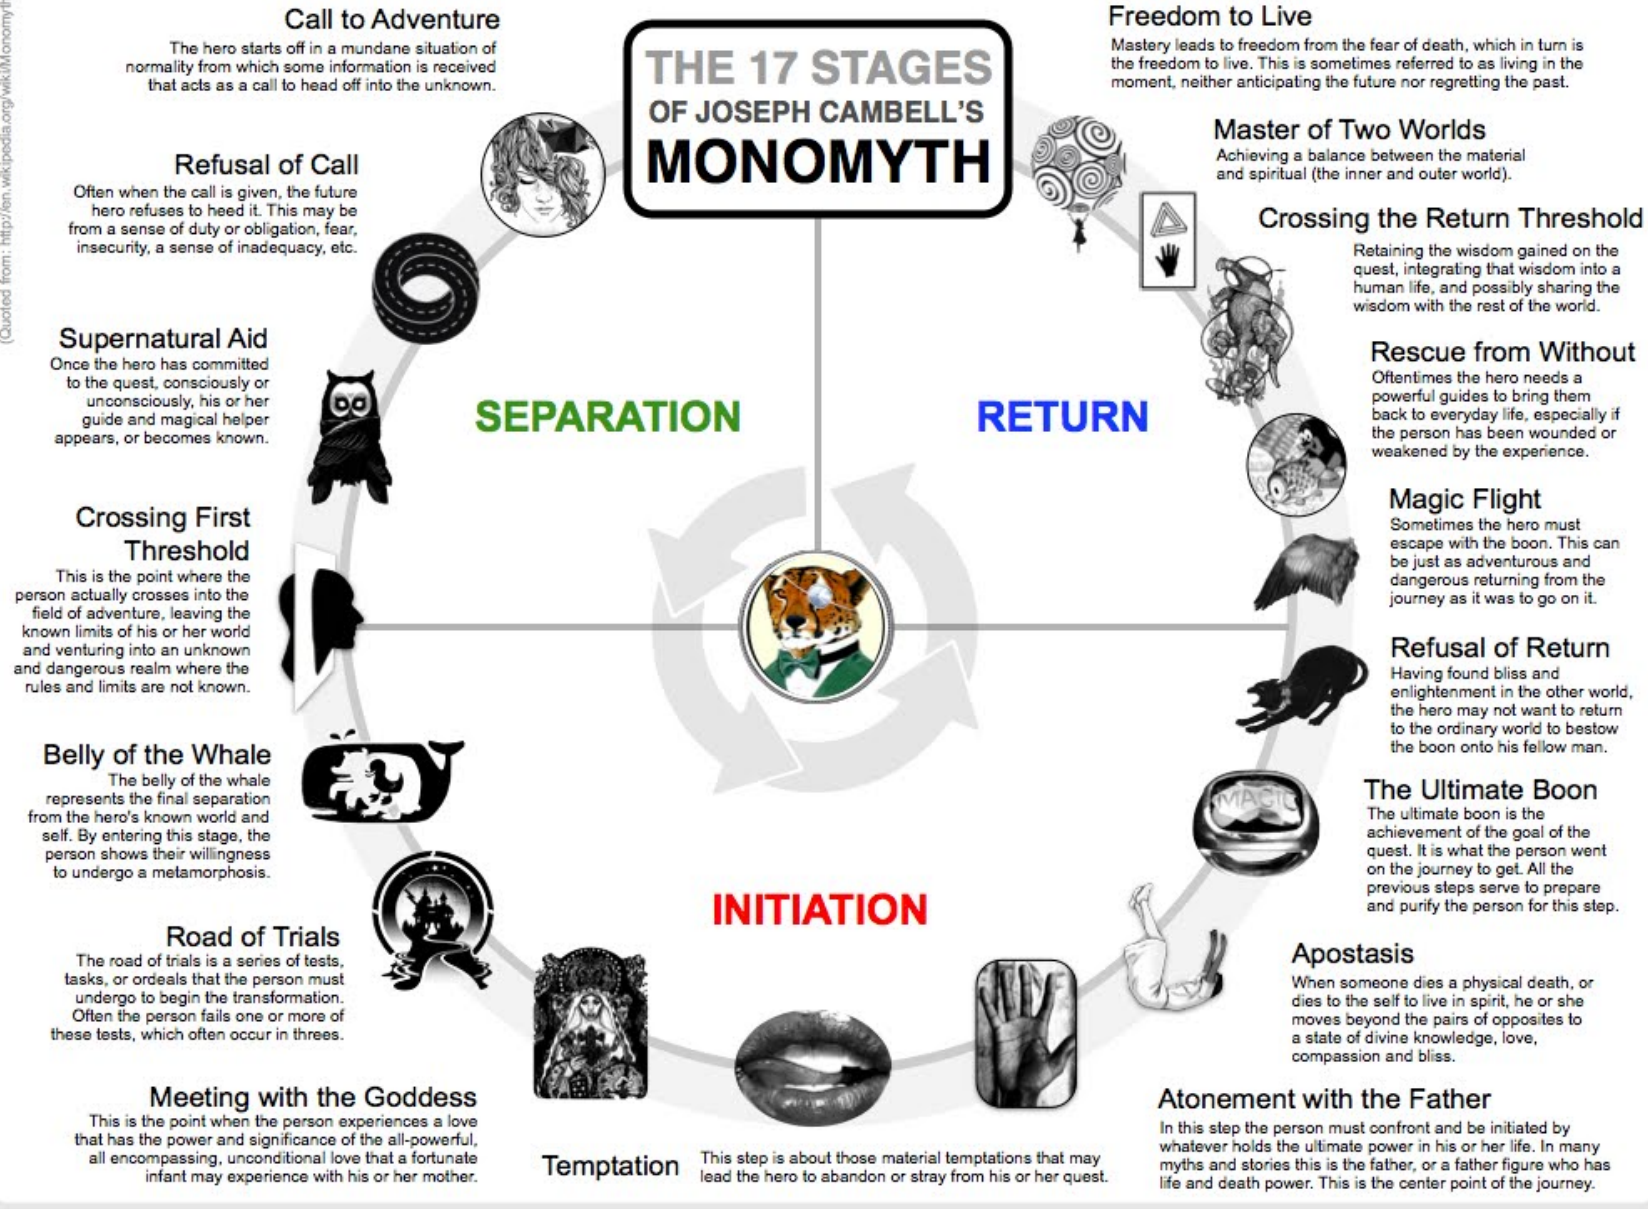 THE 17 STAGES
OF JOSEPH CAMBELL'S
MONOMYTH
Call to Adventure
The hero starts off in a mundane situation of
normality from which some information is received
that acts as a call to head off into the unknown.
Refusal of Call
Often when the call is given, the future
hero refuses to heed it. This may be
from a sense of duty or obligation, fear,
insecurity, a sense of inadequacy, etc.
Supernatural Aid
Once the hero has committed
to the quest, consciously or
unconsciously, his or her
guide and magical helper
appears, or becomes known.
Crossing First
Threshold
This is the point where the
person actually crosses into the
field of adventure, leaving the
known limits of his or her world
and venturing into an unknown
and dangerous realm where the
rules and limits are not known.
Belly of the Whale
The belly of the whale
represents the final separation
from the hero's known world and
self. By entering this stage, the
person shows their willingness
to undergo a metamorphosis.
Road of Trials
The road of trials is a series of tests,
tasks, or ordeals that the person must
undergo to begin the transformation.
Often the person fails one or more of
these tests, which often occur in threes.
Meeting with the Goddess
This is the point when the person experiences a love
that has the power and significance of the all-powerful,
all encompassing, unconditional love that a fortunate
infant may experience with his or her mother.
Temptation
This step is about those material temptations that may
lead the hero to abandon or stray from his or her quest.
Atonement with the Father
In this step the person must confront and be initiated by
whatever holds the ultimate power in his or her life. In many
myths and stories this is the father, or a father figure who has
life and death power. This is the center point of the journey.
Apostasis
When someone dies a physical death, or
dies to the self to live in spirit, he or she
moves beyond the pairs of opposites to
a state of divine knowledge, love,
compassion and bliss.
The Ultimate Boon
The ultimate boon is the
achievement of the goal of the
quest. It is what the person went
on the journey to get. All the
previous steps serve to prepare
and purify the person for this step.
MAGIC
Refusal of Return
Having found bliss and
enlightenment in the other world,
the hero may not want to return
to the ordinary world to bestow
the boon onto his fellow man.
Magic Flight
Sometimes the hero must
escape with the boon. This can
be just as adventurous and
dangerous returning from the
journey as it was to go on it.
Rescue from Without
Oftentimes the hero needs a
powerful guides to bring them
back to everyday life, especially if
the person has been wounded or
weakened by the experience.
Crossing the Return Threshold
Retaining the wisdom gained on the
quest, integrating that wisdom into a
human life, and possibly sharing the
wisdom with the rest of the world.
Master of Two Worlds
Achieving a balance between the material
and spiritual (the inner and outer world).
Freedom to Live
Mastery leads to freedom from the fear of death, which in turn is
the freedom to live. This is sometimes referred to as living in the
moment, neither anticipating the future nor regretting the past.
SEPARATION
RETURN
INITIATION
(Quoted from: http://en.wikipedia.org/wiki/Monomyth